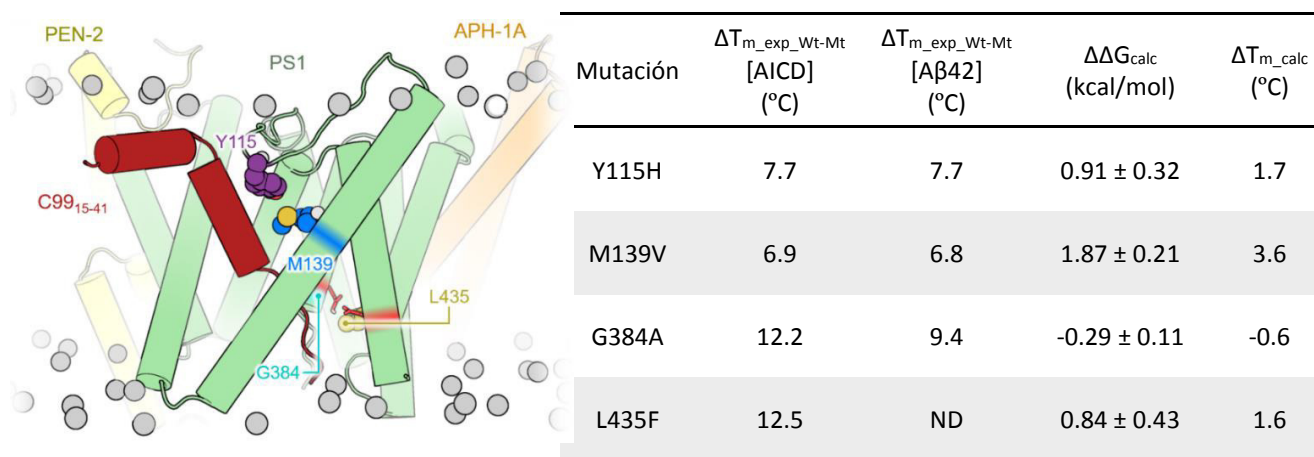 PEN-2
APH-1A
PS1
Y115
C99₁₅₋₄₁
M139
L435
G384
Mutación ΔTₘ_exp_Wt-Mt [AICD] (ºC) ΔTₘ_exp_Wt-Mt [Aβ42] (ºC) ΔΔGcalc (kcal/mol) ΔTₘ_calc (ºC)
Y115H 7.7 7.7 0.91 ± 0.32 1.7
M139V 6.9 6.8 1.87 ± 0.21 3.6
G384A 12.2 9.4 -0.29 ± 0.11 -0.6
L435F 12.5 ND 0.84 ± 0.43 1.6